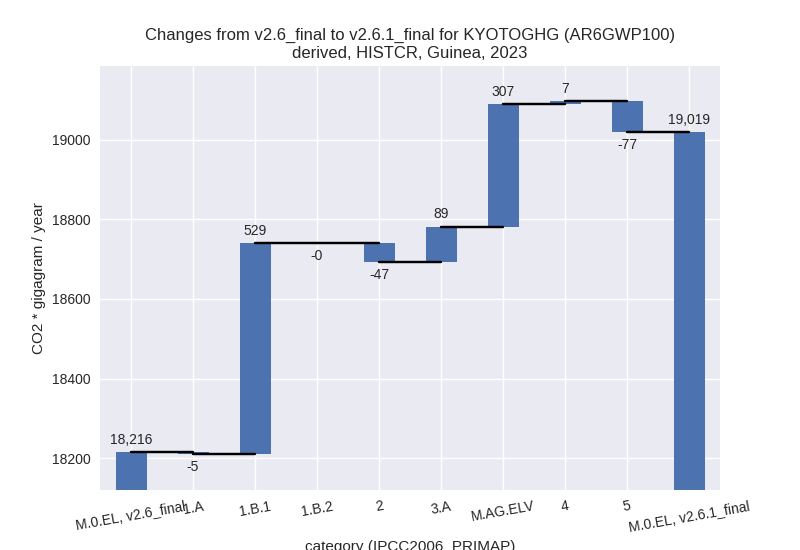 Changes from v2.6_final to v2.6.1_final for KYOTOGHG (AR6GWP100)
derived, HISTCR, Guinea, 2023
CO2 * gigagram / year
19000
18800
18600
18400
18200
18,216
-5
529
-0
-47
89
307
7
-77
19,019
M.0.EL, v2.6_final
1.A
1.B.1
1.B.2
2
3.A
M.AG.ELV
4
5
M.0.EL, v2.6.1_final
category (IPCC2006_PRIMAP)